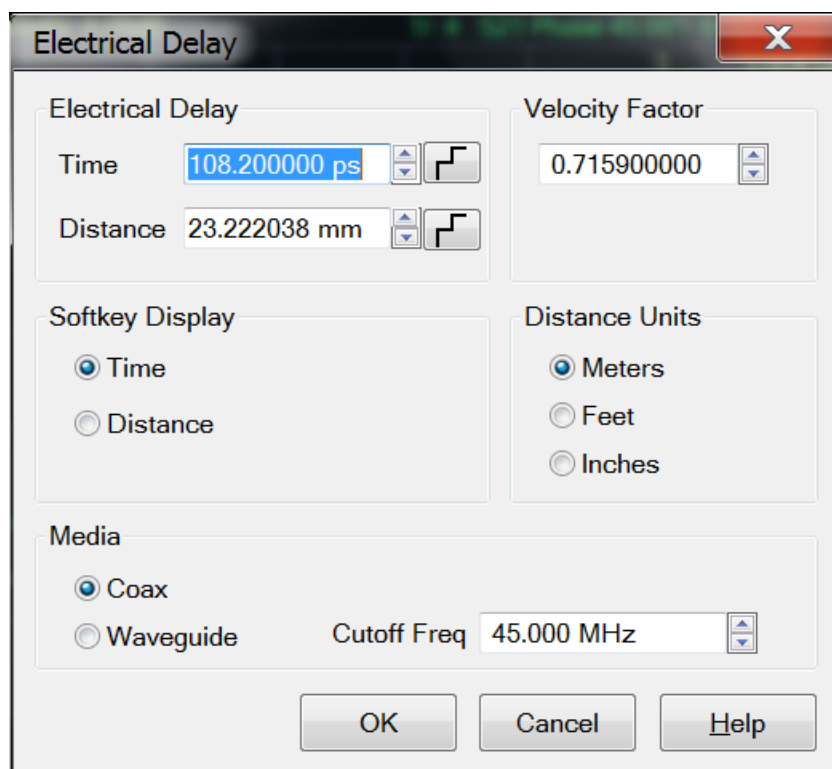 Electrical Delay
Electrical Delay
Time 108.200000 ps
Distance 23.222038 mm
Velocity Factor
0.715900000
Softkey Display
Time
Distance
Distance Units
Meters
Feet
Inches
Media
Coax
Waveguide
Cutoff Freq 45.000 MHz
OK Cancel Help